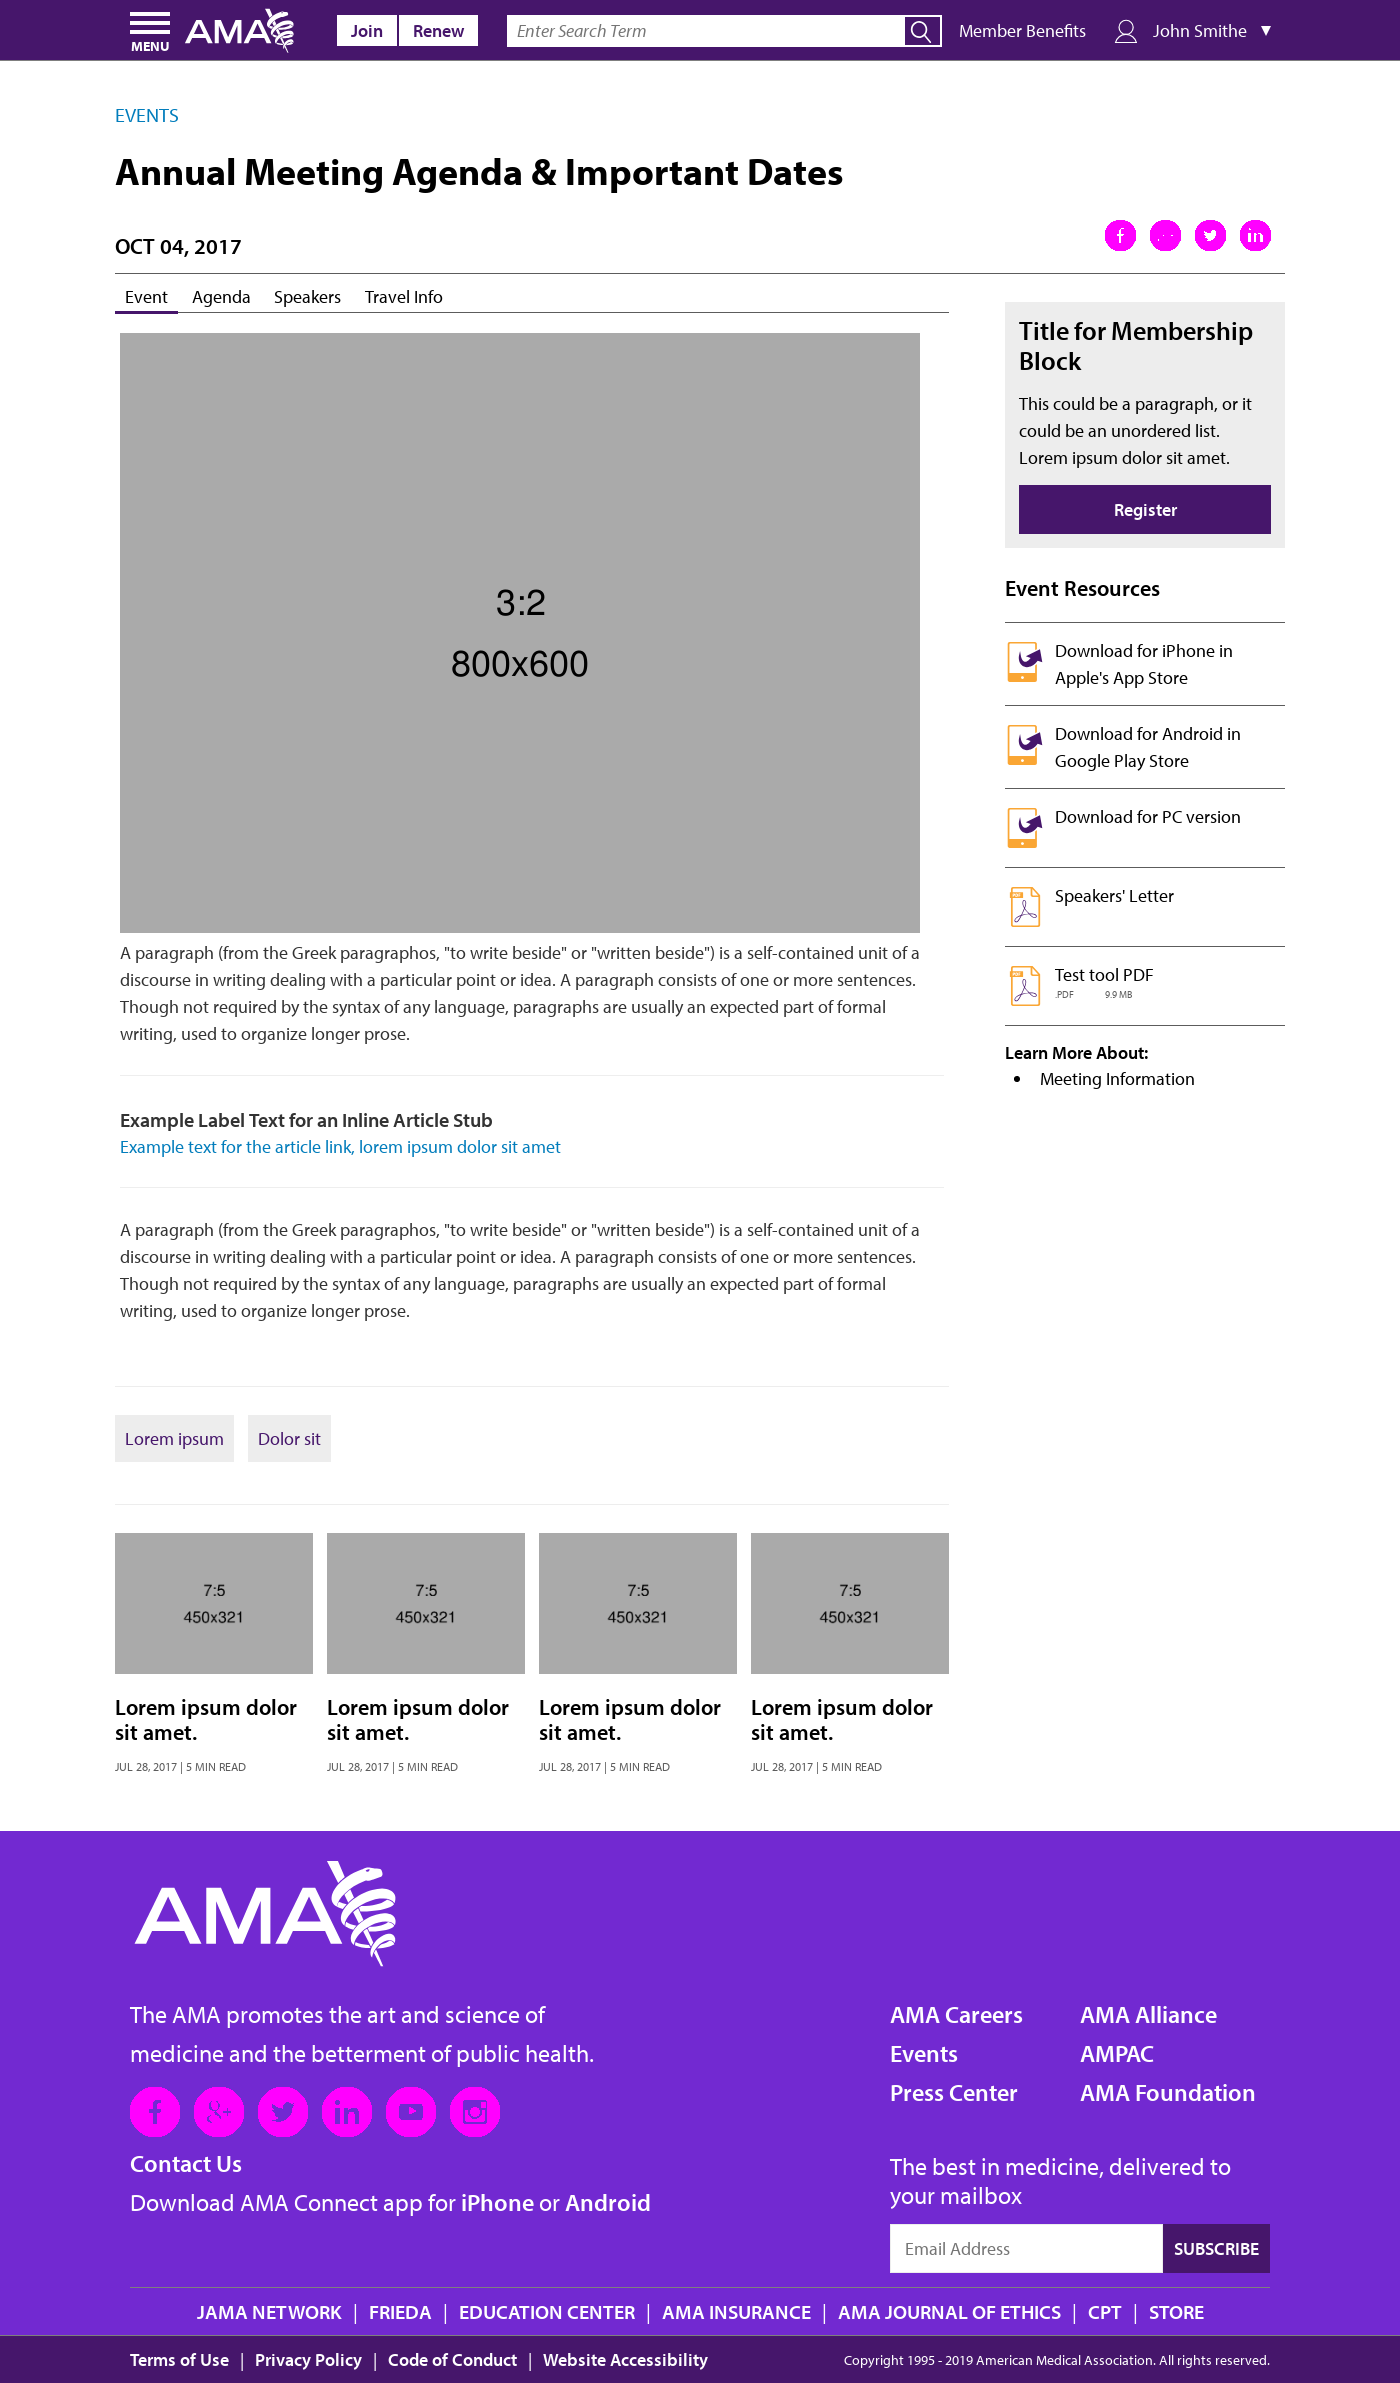 MENU
AMA
Join
Renew
Enter Search Term
Member Benefits
John Smithe
EVENTS
Annual Meeting Agenda & Important Dates
OCT 04, 2017
Event
Agenda
Speakers
Travel Info
3:2
800x600
A paragraph (from the Greek paragraphos, "to write beside" or "written beside") is a self-contained unit of a
discourse in writing dealing with a particular point or idea. A paragraph consists of one or more sentences.
Though not required by the syntax of any language, paragraphs are usually an expected part of formal
writing, used to organize longer prose.
Example Label Text for an Inline Article Stub
Example text for the article link, lorem ipsum dolor sit amet
A paragraph (from the Greek paragraphos, "to write beside" or "written beside") is a self-contained unit of a
discourse in writing dealing with a particular point or idea. A paragraph consists of one or more sentences.
Though not required by the syntax of any language, paragraphs are usually an expected part of formal
writing, used to organize longer prose.
Lorem ipsum
Dolor sit
Title for Membership
Block
This could be a paragraph, or it
could be an unordered list.
Lorem ipsum dolor sit amet.
Register
Event Resources
Download for iPhone in
Apple's App Store
Download for Android in
Google Play Store
Download for PC version
Speakers' Letter
Test tool PDF
.PDF 9.9 MB
Learn More About:
Meeting Information
7:5
450x321
Lorem ipsum dolor
sit amet.
JUL 28, 2017 | 5 MIN READ
7:5
450x321
Lorem ipsum dolor
sit amet.
JUL 28, 2017 | 5 MIN READ
7:5
450x321
Lorem ipsum dolor
sit amet.
JUL 28, 2017 | 5 MIN READ
7:5
450x321
Lorem ipsum dolor
sit amet.
JUL 28, 2017 | 5 MIN READ
AMA
The AMA promotes the art and science of
medicine and the betterment of public health.
Contact Us
Download AMA Connect app for iPhone or Android
AMA Careers
Events
Press Center
AMA Alliance
AMPAC
AMA Foundation
The best in medicine, delivered to
your mailbox
Email Address
SUBSCRIBE
JAMA NETWORK | FRIEDA | EDUCATION CENTER | AMA INSURANCE | AMA JOURNAL OF ETHICS | CPT | STORE
Terms of Use | Privacy Policy | Code of Conduct | Website Accessibility
Copyright 1995 - 2019 American Medical Association. All rights reserved.